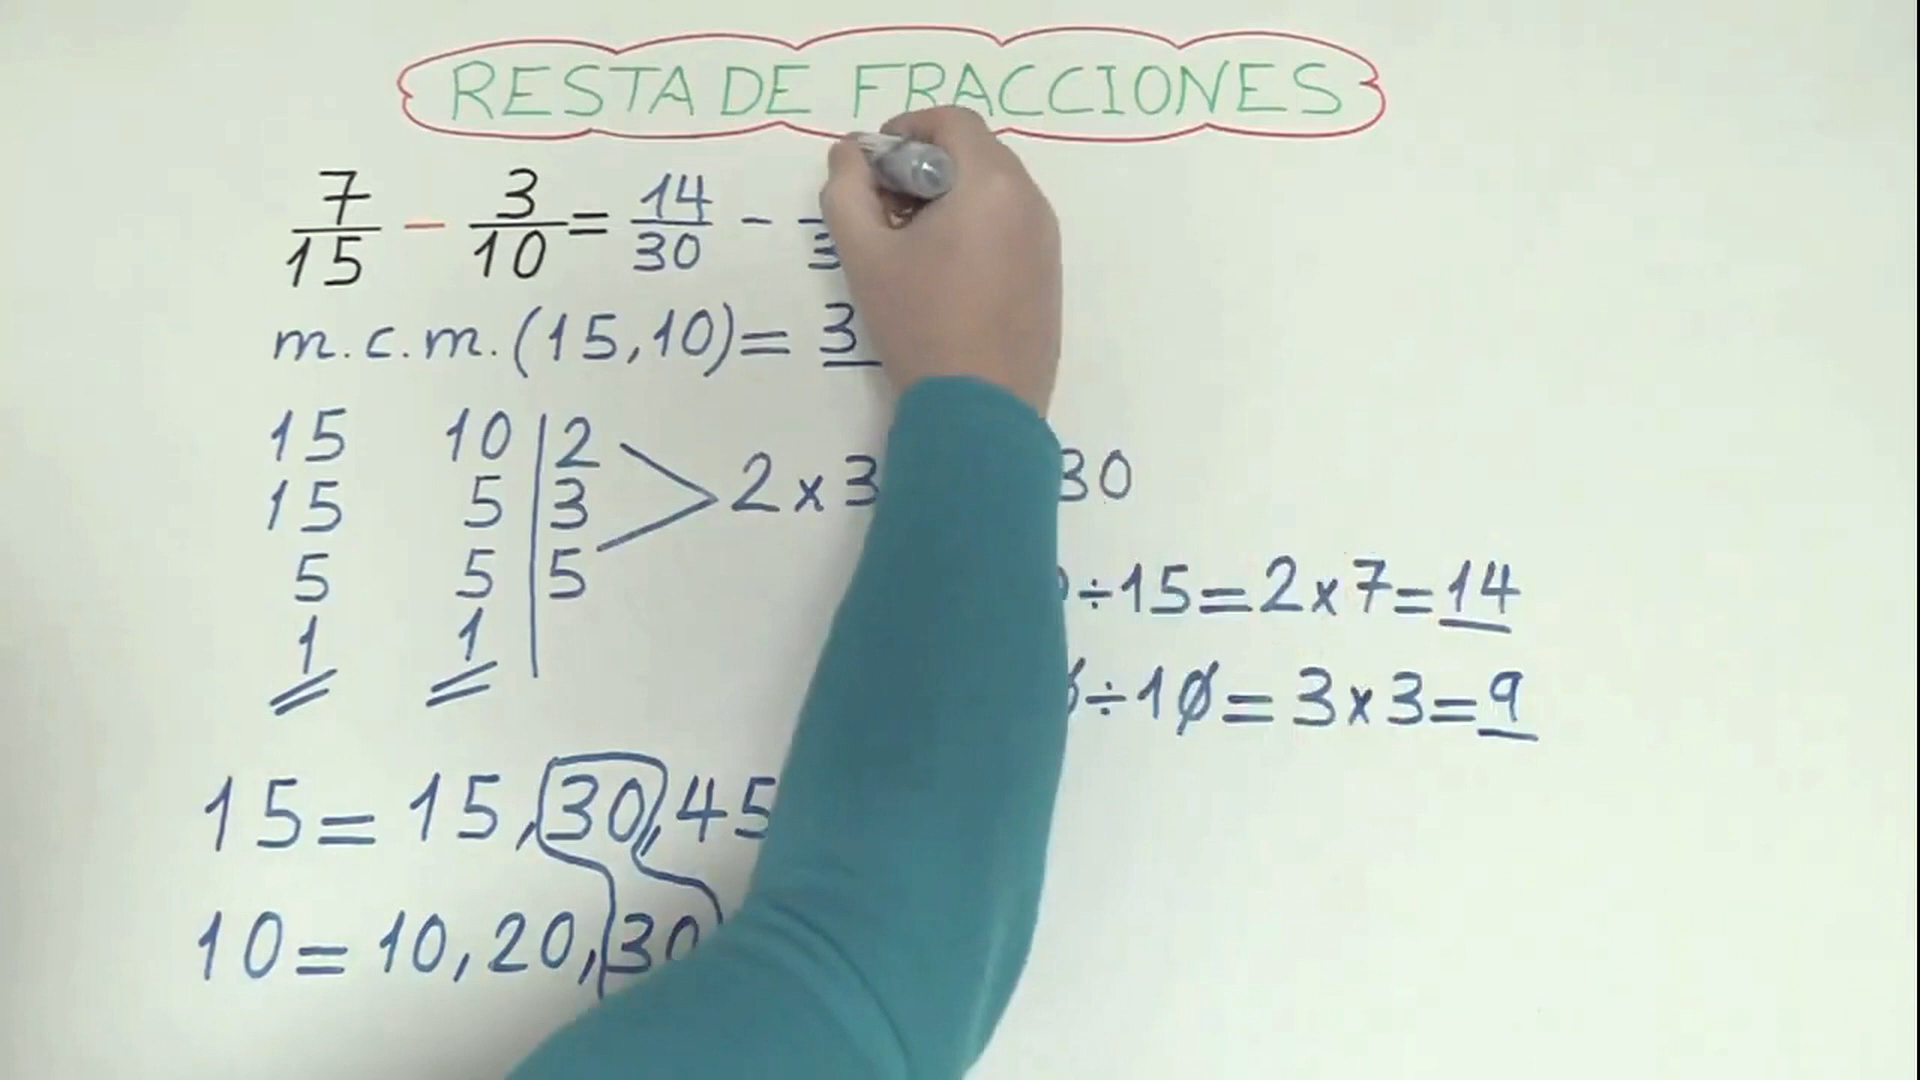 RESTA DE FRACCIONES
7/15 - 3/10 = 14/30 -
m.c.m. (15,10) = 3
15 10 | 2
15 5 | 3
5 5 | 5
1 1
2 x 3 30
÷ 15 = 2 x 7 = 14
÷ 10 = 3 x 3 = 9
15 = 15, 30, 45
10 = 10, 20, 30